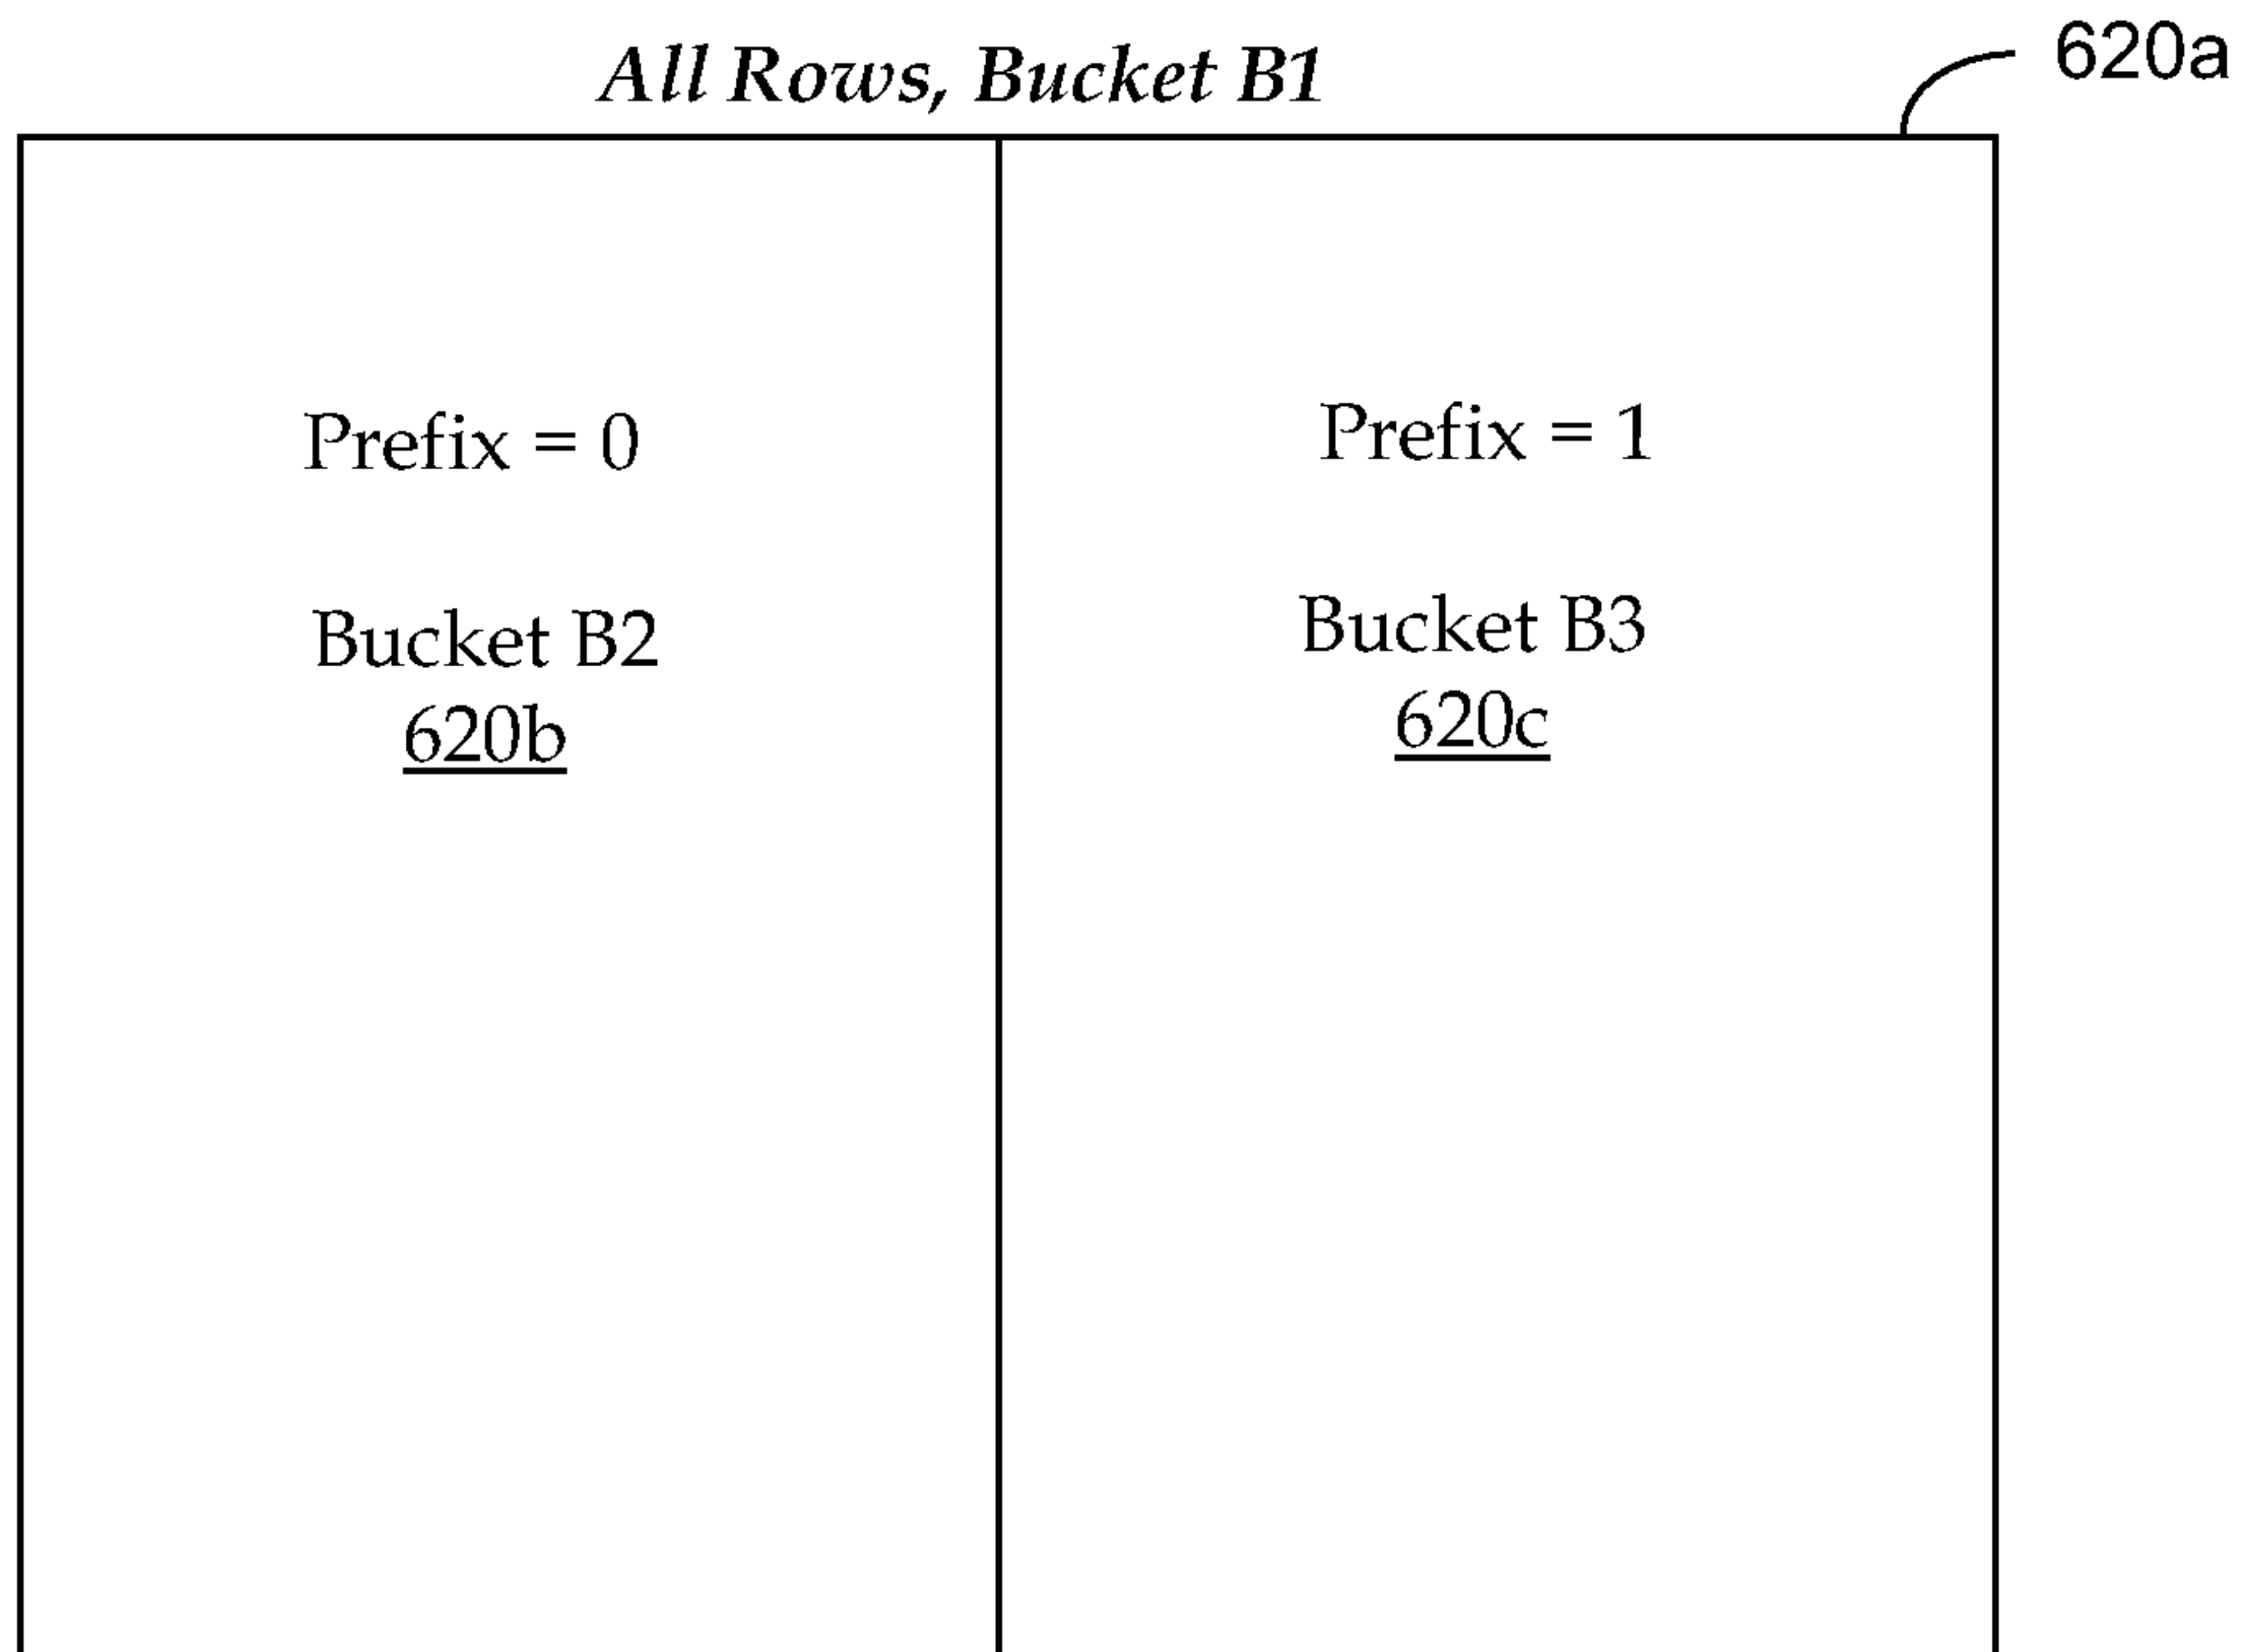 All Rows, Bucket B1
620a
Prefix = 0
Bucket B2
620b
Prefix = 1
Bucket B3
620c